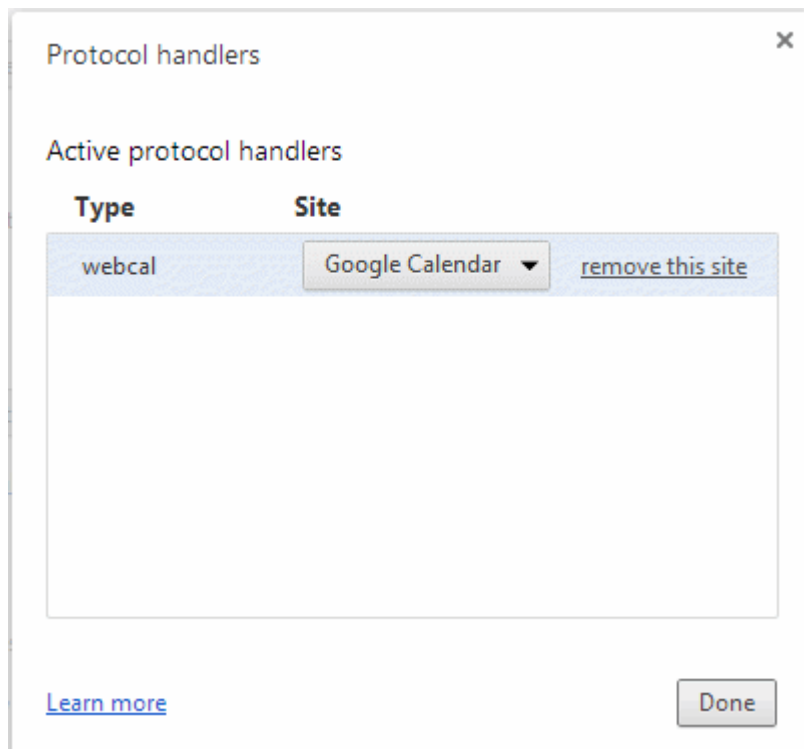 Protocol handlers
Active protocol handlers
Type Site
webcal Google Calendar remove this site
Learn more Done